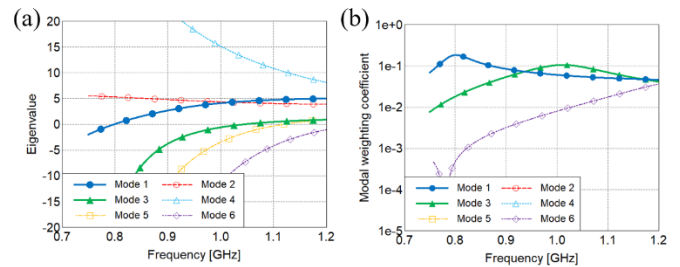 (a)
(b)
Eigenvalue
20
15
10
5
0
-5
-10
-15
-20
Mode 1 Mode 2
Mode 3 Mode 4
Mode 5 Mode 6
0.7 0.8 0.9 1.0 1.1 1.2
Frequency [GHz]
Modal weighting coefficient
1e+0
1e-1
1e-2
1e-3
1e-4
1e-5
Mode 1 Mode 2
Mode 3 Mode 4
Mode 5 Mode 6
0.7 0.8 0.9 1.0 1.1 1.2
Frequency [GHz]